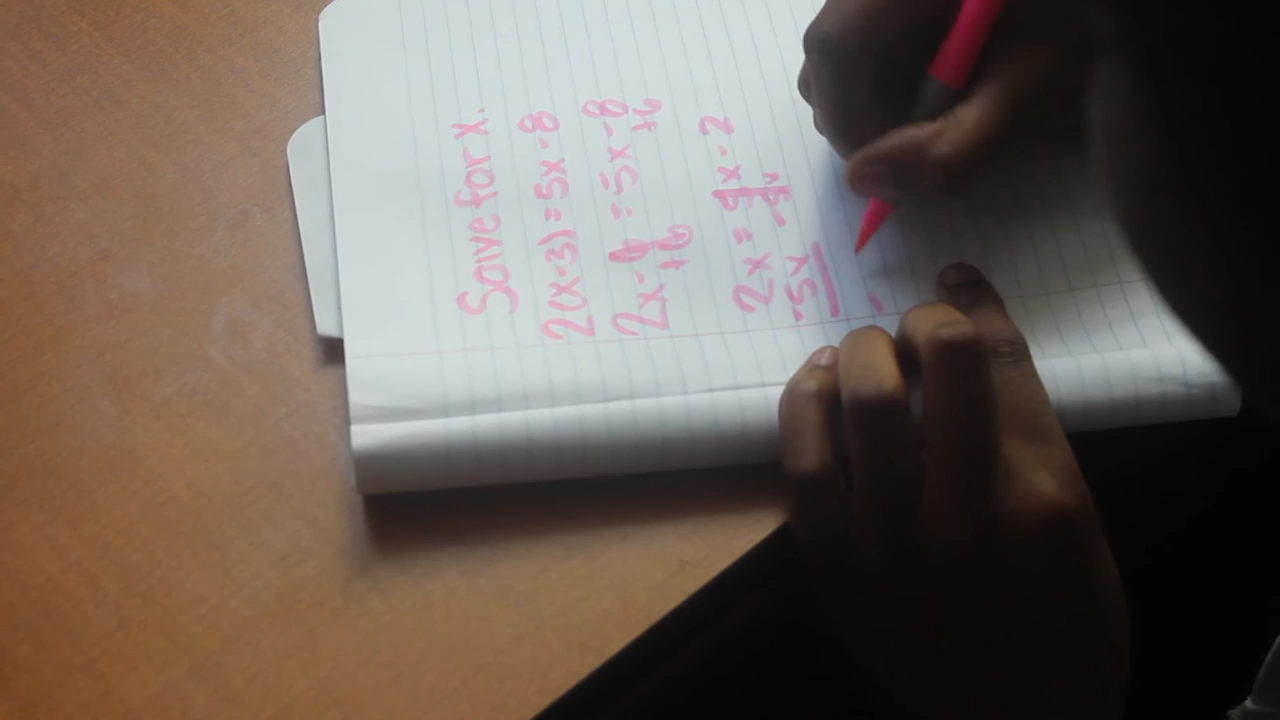 Solve for x.
2(x-3) = 5x-8
2x-6 = 5x-8
+6 +6
2x = 5x-2
-5x -5x
-